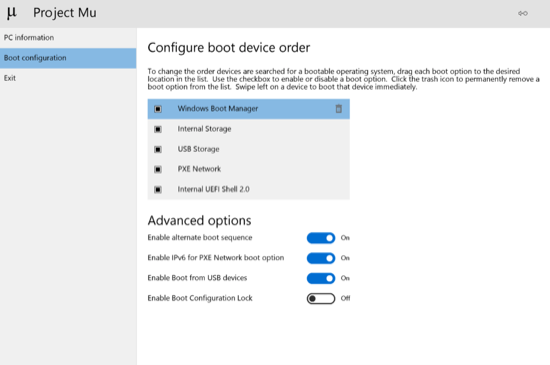 µ Project Mu
PC information
Boot configuration
Exit
Configure boot device order
To change the order devices are searched for a bootable operating system, drag each boot option to the desired
location in the list. Use the checkbox to enable or disable a boot option. Click the trash icon to permanently remove a
boot option from the list. Swipe left on a device to boot that device immediately.
Windows Boot Manager
Internal Storage
USB Storage
PXE Network
Internal UEFI Shell 2.0
Advanced options
Enable alternate boot sequence On
Enable IPv6 for PXE Network boot option On
Enable Boot from USB devices On
Enable Boot Configuration Lock Off